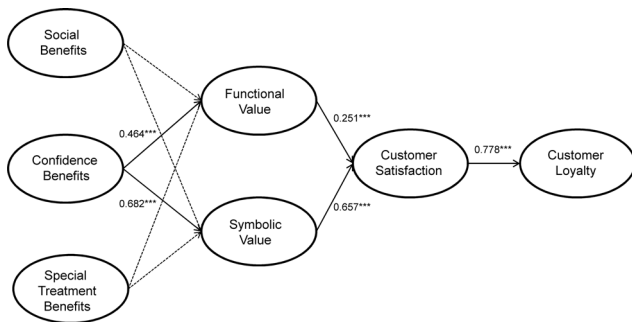 Social
Benefits
Functional
Value
0.464***
0.251***
Confidence
Benefits
Customer
Satisfaction
0.778***
Customer
Loyalty
0.682***
0.657***
Symbolic
Value
Special
Treatment
Benefits